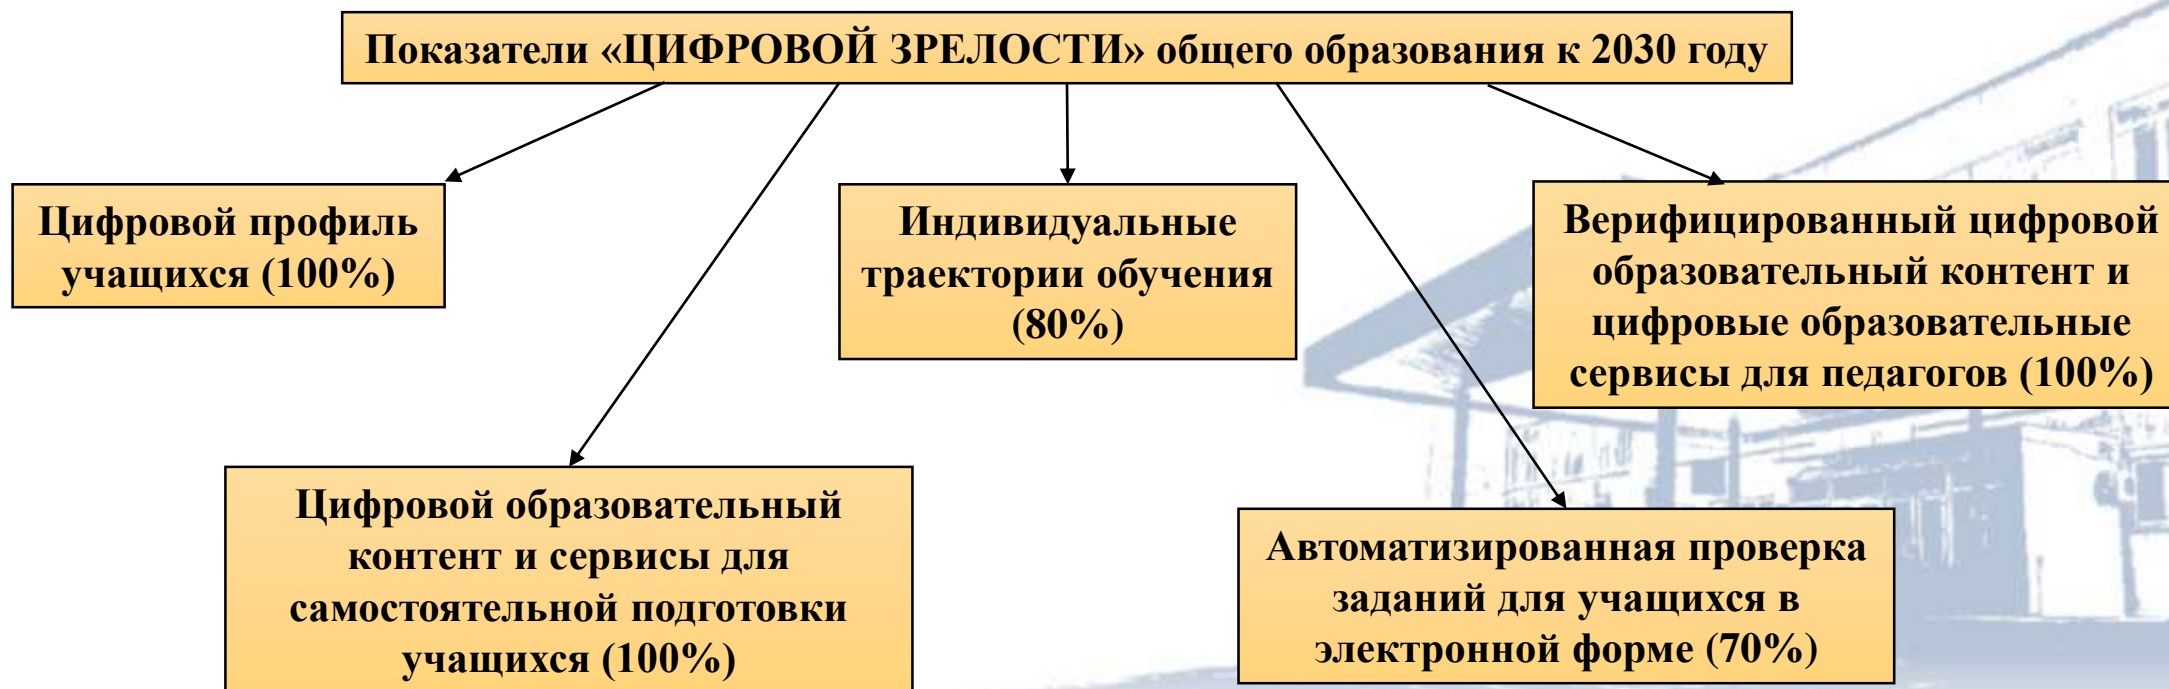 Показатели «ЦИФРОВОЙ ЗРЕЛОСТИ» общего образования к 2030 году
Цифровой профиль
учащихся (100%)
Индивидуальные
траектории обучения
(80%)
Верифицированный цифровой
образовательный контент и
цифровые образовательные
сервисы для педагогов (100%)
Цифровой образовательный
контент и сервисы для
самостоятельной подготовки
учащихся (100%)
Автоматизированная проверка
заданий для учащихся в
электронной форме (70%)